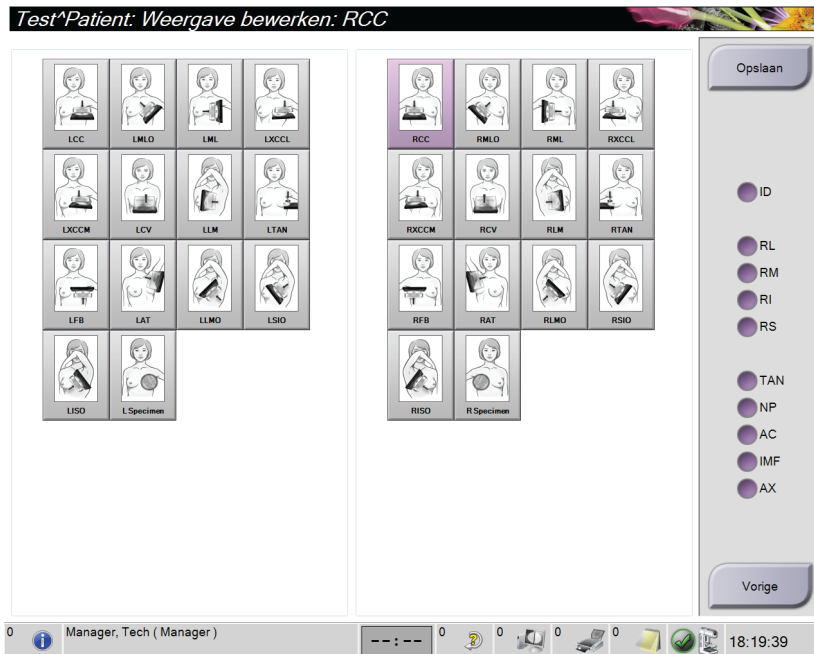 Test^Patient: Weergave bewerken: RCC
LCC LMLO LML LXCCL
LXCCM LCV LLM LTAN
LFB LAT LLMO LSIO
LISO L Specimen
RCC RMLO RML RXCCL
RXCCM RCV RLM RTAN
RFB RAT RLMO RSIO
RISO R Specimen
Opslaan
ID
RL
RM
RI
RS
TAN
NP
AC
IMF
AX
Vorige
0 Manager, Tech ( Manager ) --:-- 0 0 0 0 18:19:39